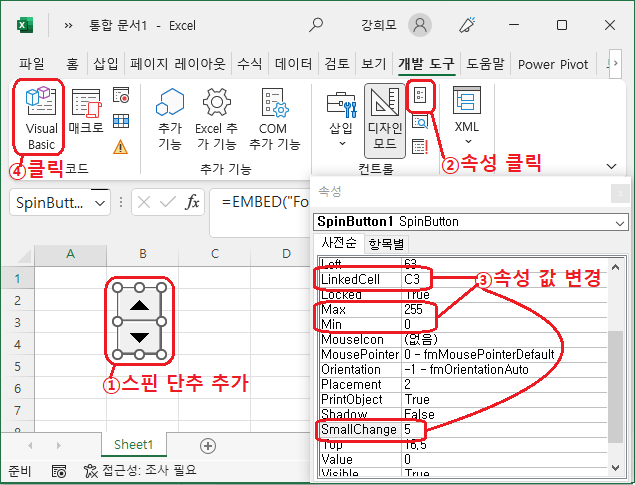 통합 문서1 - Excel
강희모
파일 홈 삽입 페이지 레이아웃 수식 데이터 검토 보기 개발 도구 도움말 Power Pivot
Visual
Basic
매크로
추가
기능
Excel 추
가 기능
COM
추가 기능
삽입
디자인
모드
XML
④클릭
코드
추가 기능
컨트롤
②속성 클릭
SpinButt...
=EMBED("Fo
속성
SpinButton1 SpinButton
사전순 항목별
A B C D
1
2
3
4
5
6
7
8
①스핀 단추 추가
Left 63
LinkedCell C3
Locked True
Max 255
Min 0
MouseIcon (없음)
MousePointer 0 - fmMousePointerDefault
Orientation -1 - fmOrientationAuto
Placement 2
PrintObject True
Shadow False
SmallChange 5
Top 16,5
Value 0
Visible True
③속성 값 변경
Sheet1
준비
접근성: 조사 필요